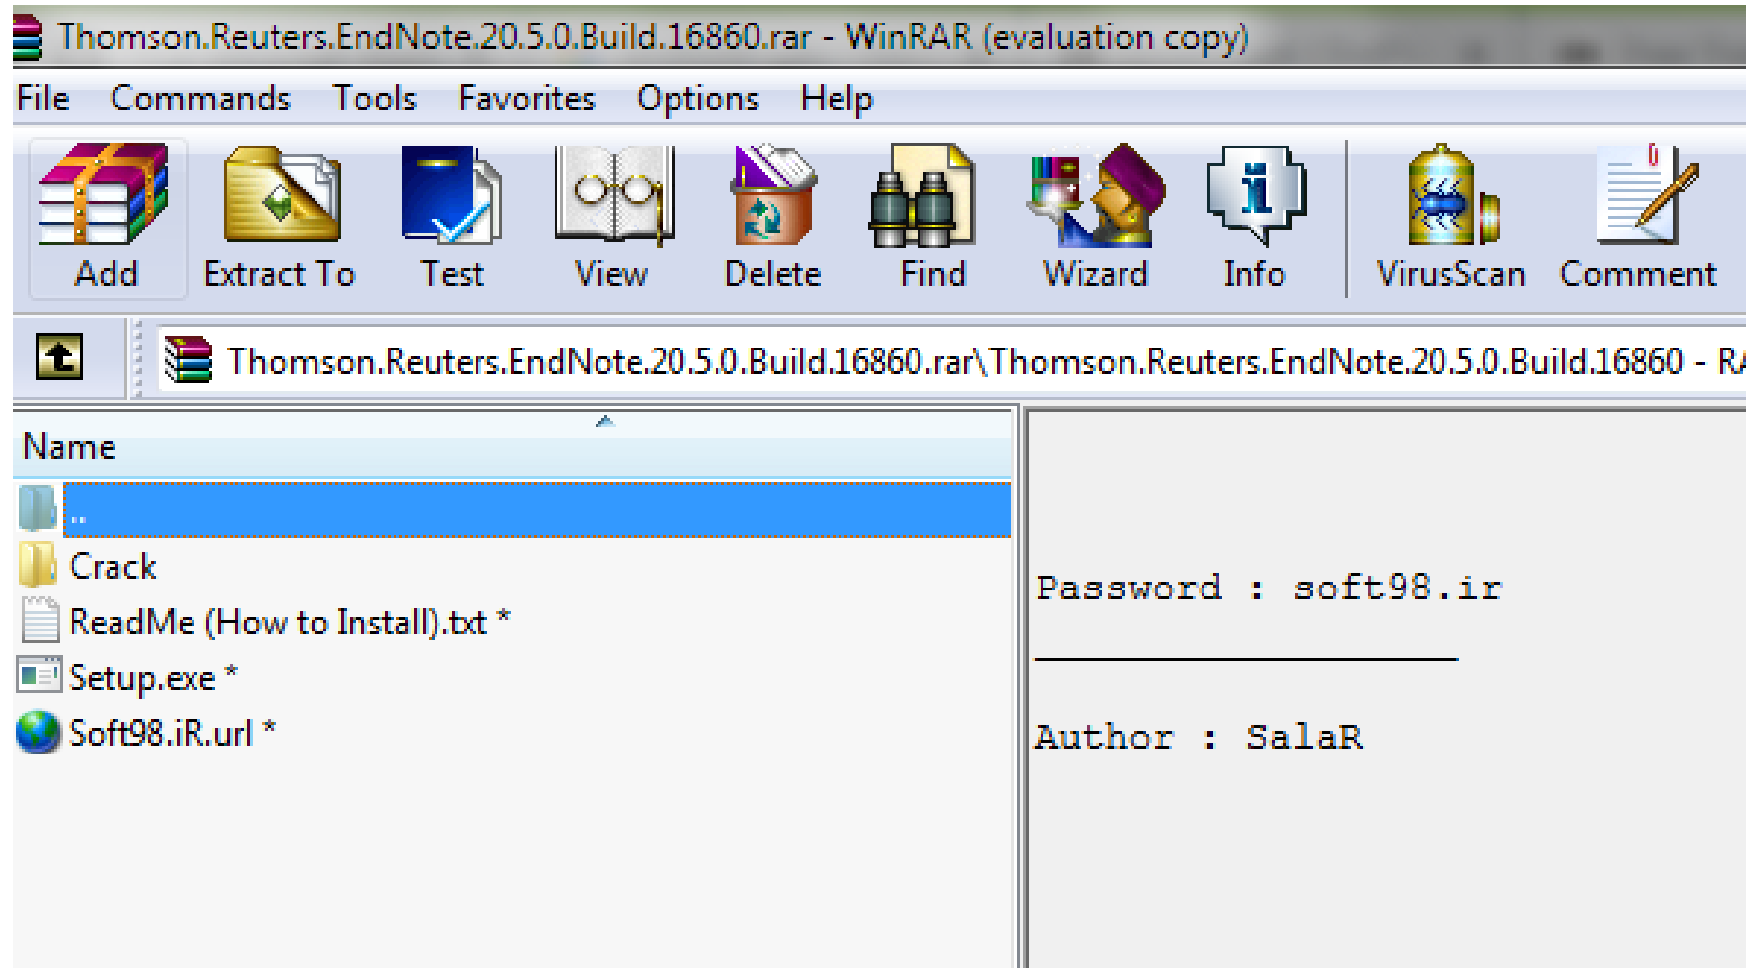 Thomson.Reuters.EndNote.20.5.0.Build.16860.rar - WinRAR (evaluation copy)
File Commands Tools Favorites Options Help
Add Extract To Test View Delete Find Wizard Info VirusScan Comment
Thomson.Reuters.EndNote.20.5.0.Build.16860.rar\Thomson.Reuters.EndNote.20.5.0.Build.16860 - RA
Name
..
Crack
ReadMe (How to Install).txt *
Setup.exe *
Soft98.iR.url *
Password : soft98.ir
Author : SalaR